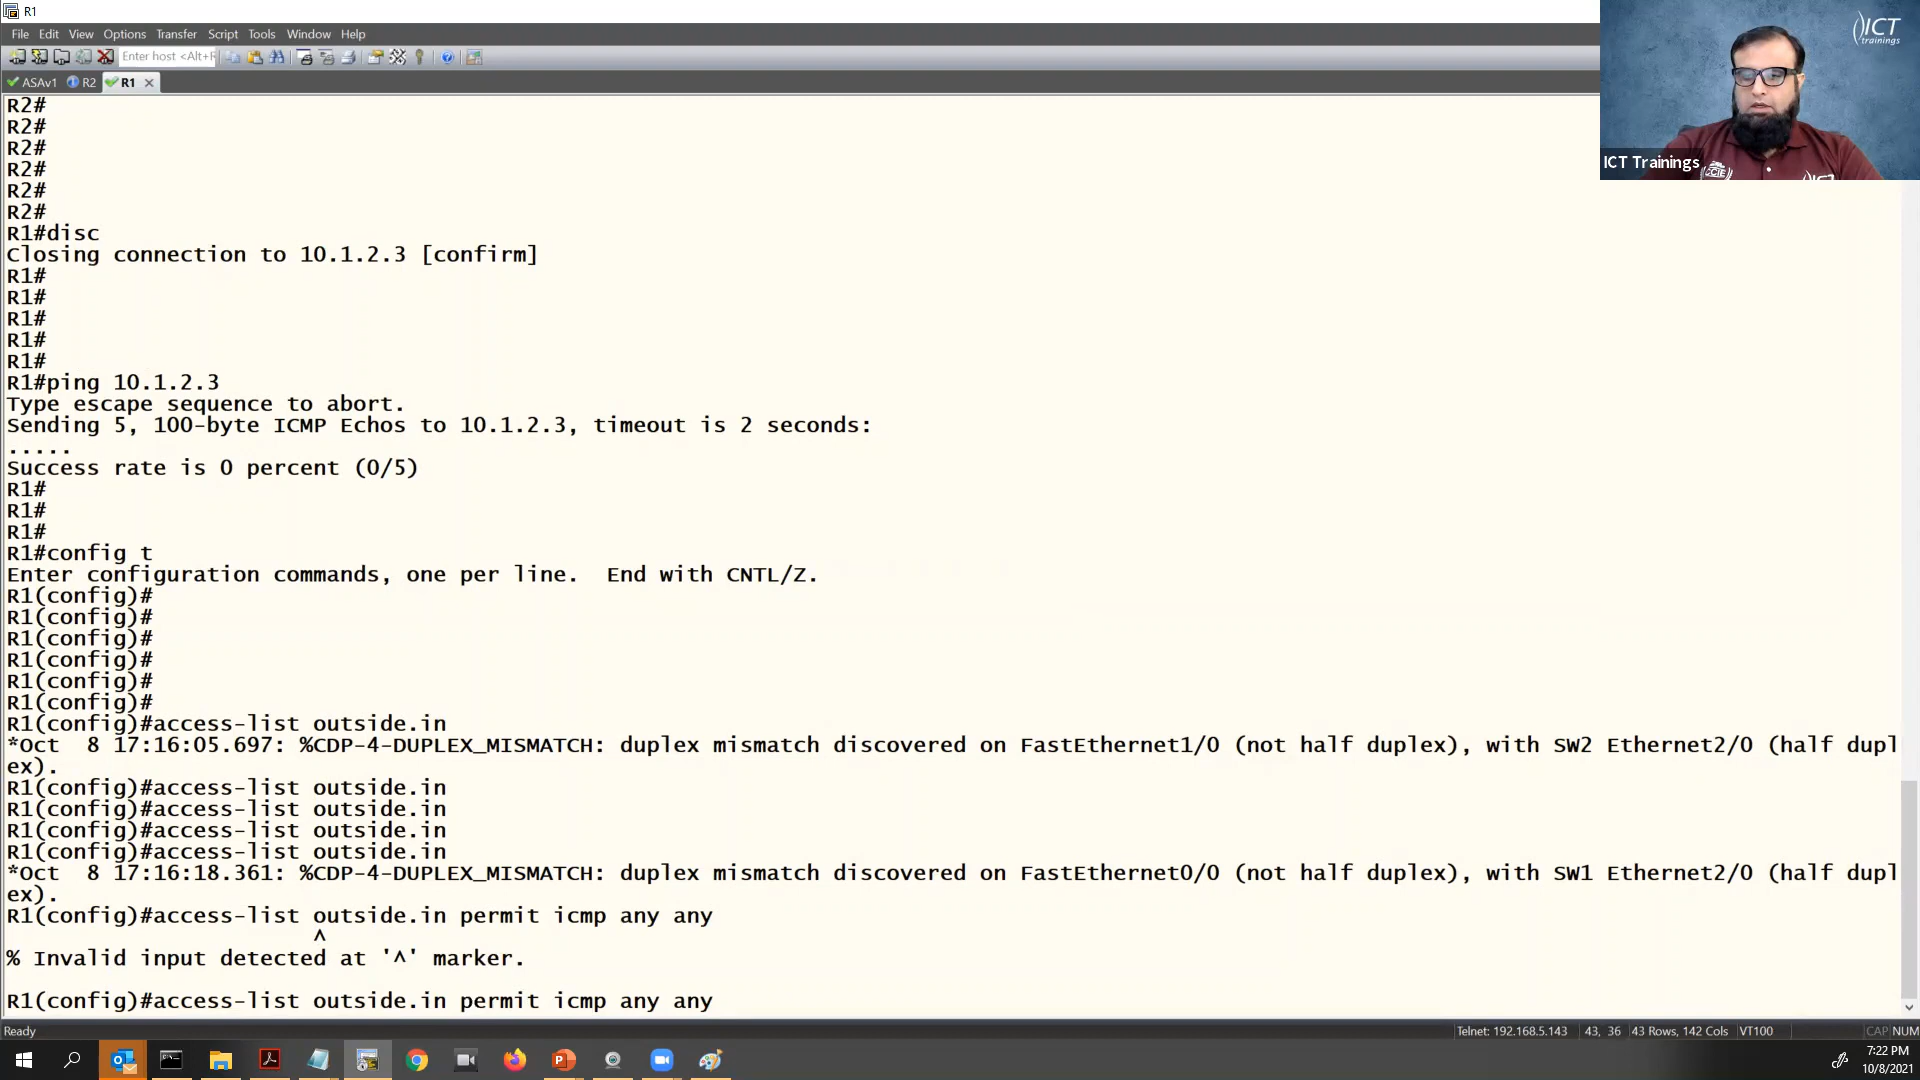 R1
File Edit View Options Transfer Script Tools Window Help
Enter host <Alt+R
ASAv1 R2 R1
R2#
R2#
R2#
R2#
R2#
R2#
R1#disc
Closing connection to 10.1.2.3 [confirm]
R1#
R1#
R1#
R1#
R1#
R1#ping 10.1.2.3
Type escape sequence to abort.
Sending 5, 100-byte ICMP Echos to 10.1.2.3, timeout is 2 seconds:
.....
Success rate is 0 percent (0/5)
R1#
R1#
R1#
R1#config t
Enter configuration commands, one per line.  End with CNTL/Z.
R1(config)#
R1(config)#
R1(config)#
R1(config)#
R1(config)#
R1(config)#
R1(config)#access-list outside.in
*Oct  8 17:16:05.697: %CDP-4-DUPLEX_MISMATCH: duplex mismatch discovered on FastEthernet1/0 (not half duplex), with SW2 Ethernet2/0 (half dupl
ex).
R1(config)#access-list outside.in
R1(config)#access-list outside.in
R1(config)#access-list outside.in
R1(config)#access-list outside.in
*Oct  8 17:16:18.361: %CDP-4-DUPLEX_MISMATCH: duplex mismatch discovered on FastEthernet0/0 (not half duplex), with SW1 Ethernet2/0 (half dupl
ex).
R1(config)#access-list outside.in permit icmp any any
^
% Invalid input detected at '^' marker.
R1(config)#access-list outside.in permit icmp any any
Ready Telnet: 192.168.5.143 43, 36 43 Rows, 142 Cols VT100 CAP NUM
7:22 PM
10/8/2021
ICT
trainings
ICT Trainings